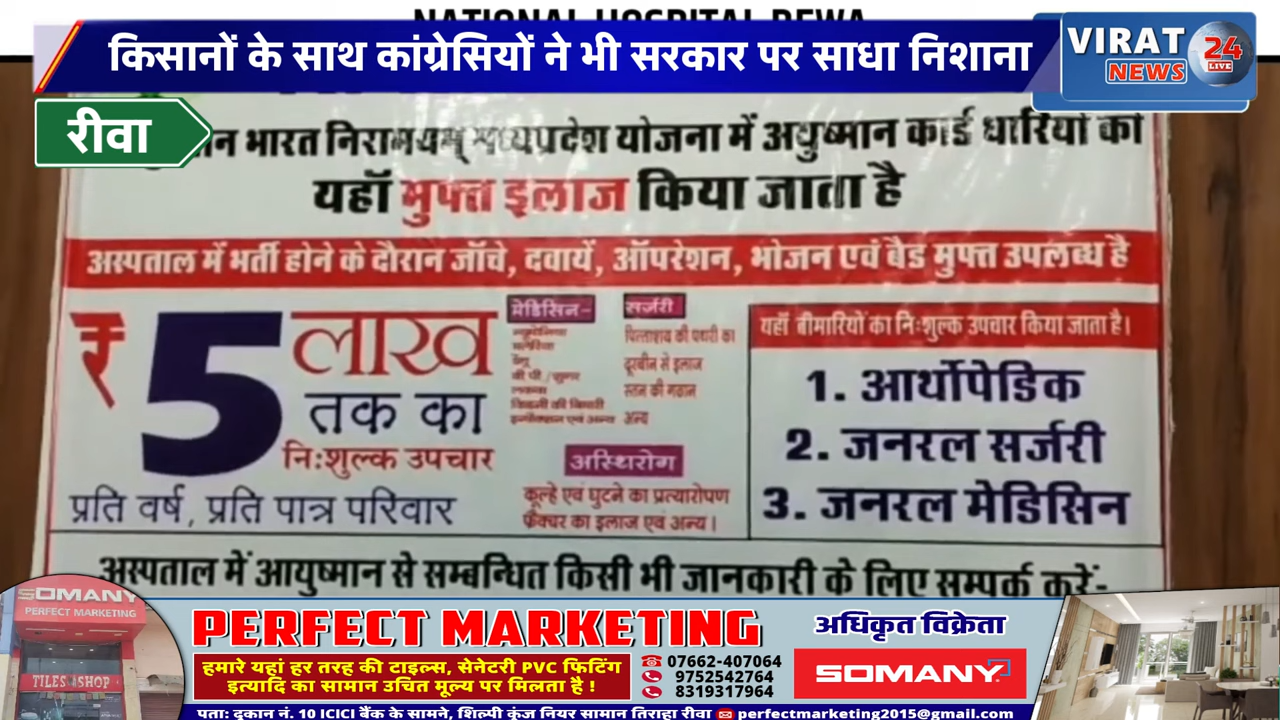 NATIONAL HOSPITAL REWA
किसानों के साथ कांग्रेसियों ने भी सरकार पर साधा निशाना
VIRAT
NEWS
24
LIVE
रीवा
भारत निरामयम् मध्यप्रदेश योजना में अयुष्मान कार्ड धारियों को
यहॉ मुफ्त इलाज किया जाता है
अस्पताल में भर्ती होने के दौरान जॉचे, दवायें, ऑपरेशन, भोजन एवं बैड मुफ्त उपलब्ध है
₹5 लाख
तक का
निःशुल्क उपचार
प्रति वर्ष, प्रति पात्र परिवार
मेडिसिन-
मलेरिया
सर्जरी
पित्ताशय की पथरी का
दूरबीन से इलाज
स्तन की गठान
अन्य
अस्थिरोग
कूल्हे एवं घुटने का प्रत्यारोपण
फ्रैक्चर का इलाज एवं अन्य।
यहॉ बीमारियों का निःशुल्क उपचार किया जाता है।
1. आर्थोपेडिक
2. जनरल सर्जरी
3. जनरल मेडिसिन
अस्पताल में आयुष्मान से सम्बन्धित किसी भी जानकारी के लिए सम्पर्क करें-
SOMANY
PERFECT MARKETING
TILES SHOP
PERFECT MARKETING
हमारे यहां हर तरह की टाइल्स, सेनेटरी PVC फिटिंग
इत्यादि का सामान उचित मूल्य पर मिलता है !
07662-407064
9752542764
8319317964
अधिकृत विक्रेता
SOMANY
पताः दुकान नं. 10 ICICI बैंक के सामने, शिल्पी कुंज नियर सामान तिराहा रीवा perfectmarketing2015@gmail.com